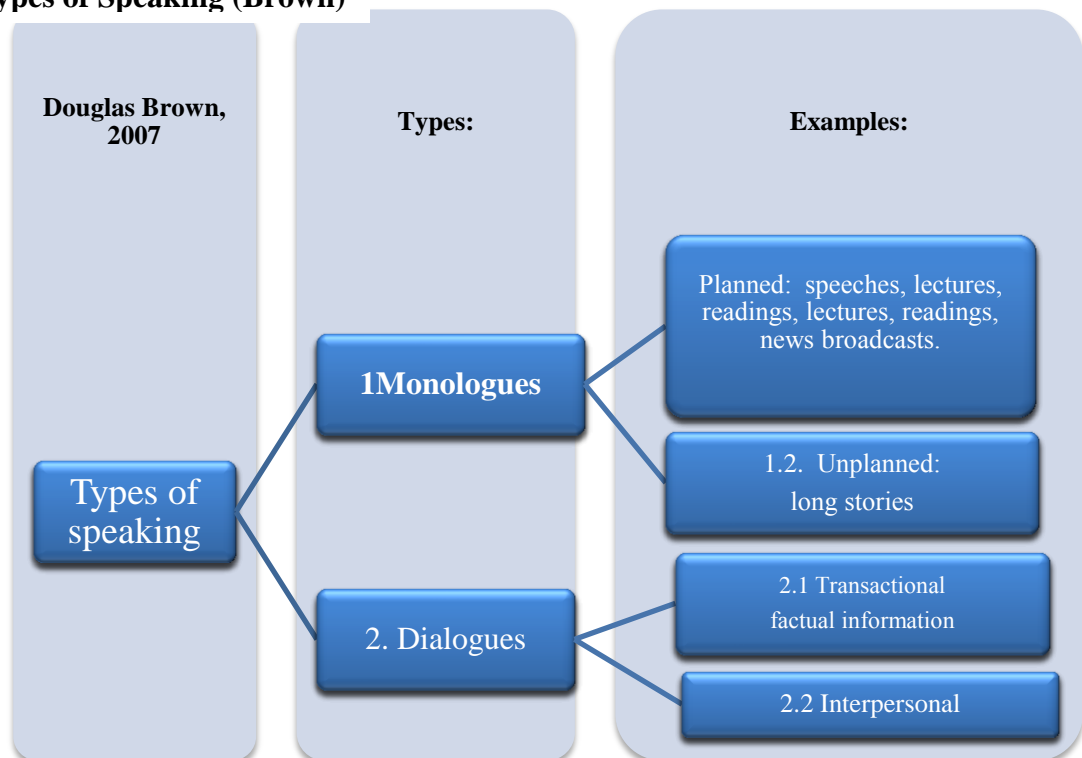 ypes of Speaking (Brown)
Douglas Brown,
2007
Types:
Examples:
Types of
speaking
1Monologues
2. Dialogues
Planned:  speeches, lectures,
readings, lectures, readings,
news broadcasts.
1.2.  Unplanned:
long stories
2.1 Transactional
factual information
2.2 Interpersonal